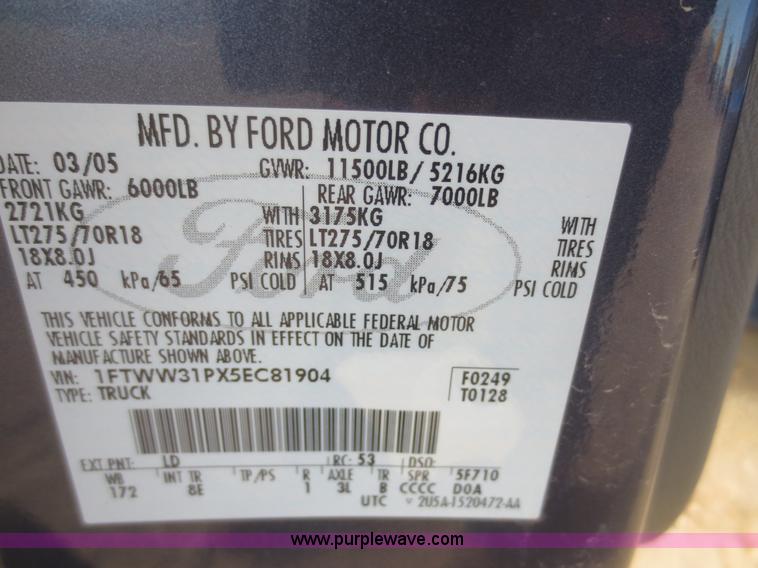 MFD. BY FORD MOTOR CO.
DATE: 03/05 GVWR: 11500LB/ 5216KG
FRONT GAWR: 6000LB REAR GAWR: 7000LB
2721KG WITH 3175KG WITH
LT275/70R18 TIRES LT275/70R18 TIRES
18X8.0J RIMS 18X8.0J RIMS
AT 450 kPa/65 PSI COLD AT 515 kPa/75 PSI COLD
Ford
THIS VEHICLE CONFORMS TO ALL APPLICABLE FEDERAL MOTOR
VEHICLE SAFETY STANDARDS IN EFFECT ON THE DATE OF
MANUFACTURE SHOWN ABOVE.
VIN: 1FTWW31PX5EC81904 F0249
TYPE: TRUCK T0128
EXT PNT: LD RC: 53 DSO:
WB INT TR TP/PS R AXLE TR SPR 5F710
172 8E 1 3L B CCCC D0A
UTC ▾ 2U5A-1520472-AA
www.purplewave.com